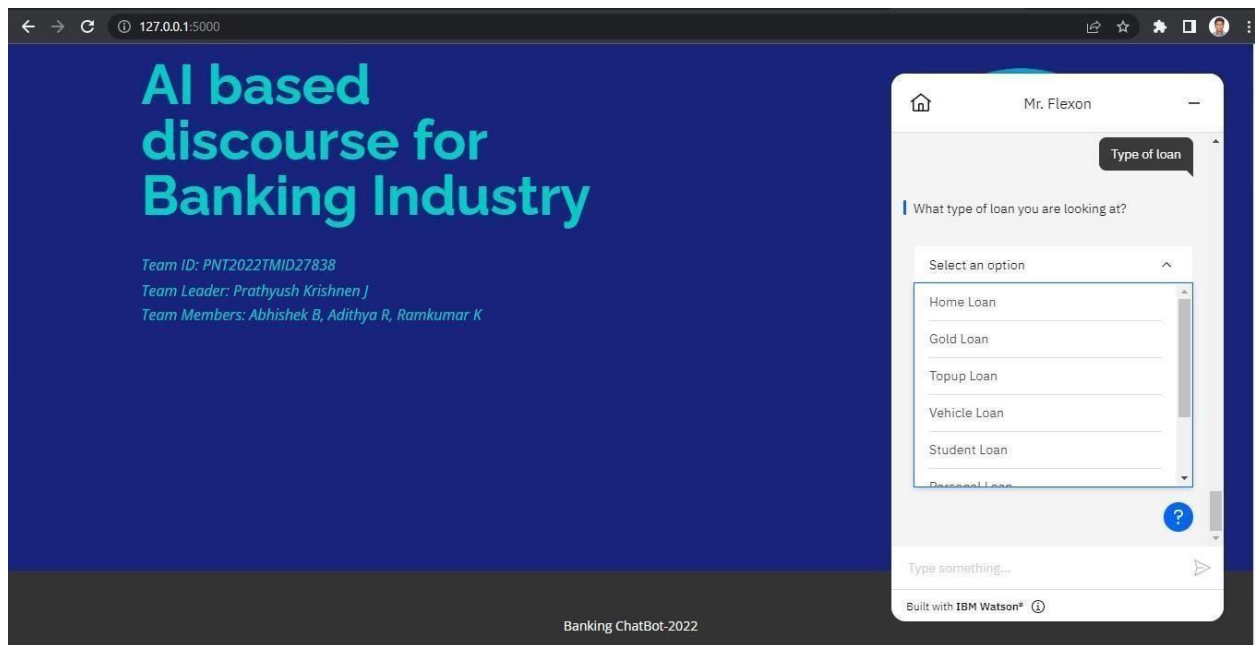 127.0.0.1:5000
AI based
discourse for
Banking Industry
Team ID: PNT2022TMID27838
Team Leader: Prathyush Krishnen J
Team Members: Abhishek B, Adithya R, Ramkumar K
Mr. Flexon
Type of loan
What type of loan you are looking at?
Select an option
Home Loan
Gold Loan
Topup Loan
Vehicle Loan
Student Loan
Personal Loan
?
Type something...
Built with IBM Watson®
Banking ChatBot-2022